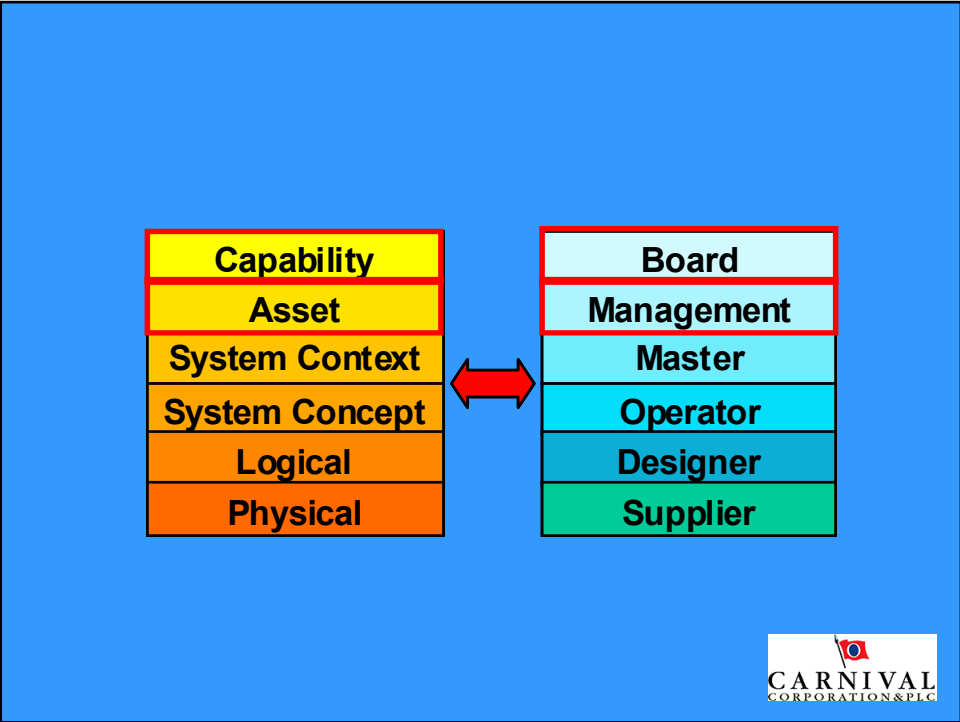 Capability
Asset
System Context
System Concept
Logical
Physical
Board
Management
Master
Operator
Designer
Supplier
CARNIVAL
CORPORATION&PLC